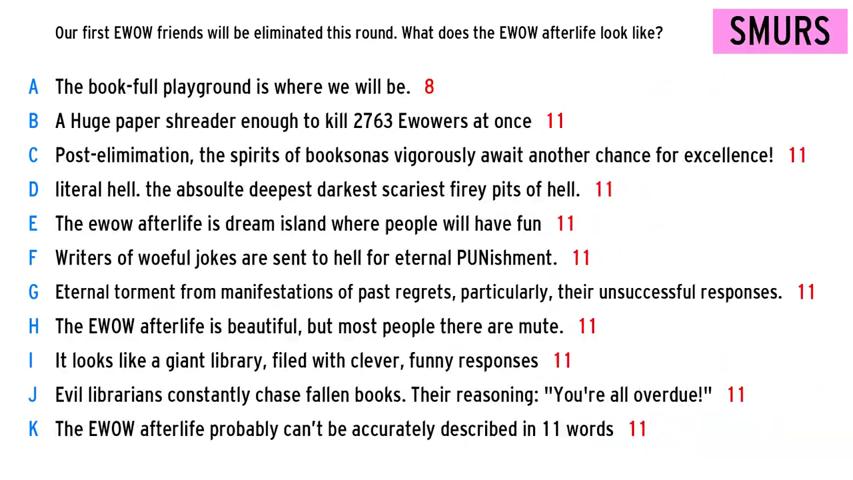 Our first EWOW friends will be eliminated this round. What does the EWOW afterlife look like?
SMURS
A The book-full playground is where we will be. 8
B A Huge paper shreader enough to kill 2763 Ewowers at once 11
C Post-elimimation, the spirits of booksonas vigorously await another chance for excellence! 11
D literal hell. the absoulte deepest darkest scariest firey pits of hell. 11
E The ewow afterlife is dream island where people will have fun 11
F Writers of woeful jokes are sent to hell for eternal PUNishment. 11
G Eternal torment from manifestations of past regrets, particularly, their unsuccessful responses. 11
H The EWOW afterlife is beautiful, but most people there are mute. 11
I It looks like a giant library, filed with clever, funny responses 11
J Evil librarians constantly chase fallen books. Their reasoning: "You're all overdue!" 11
K The EWOW afterlife probably can't be accurately described in 11 words 11